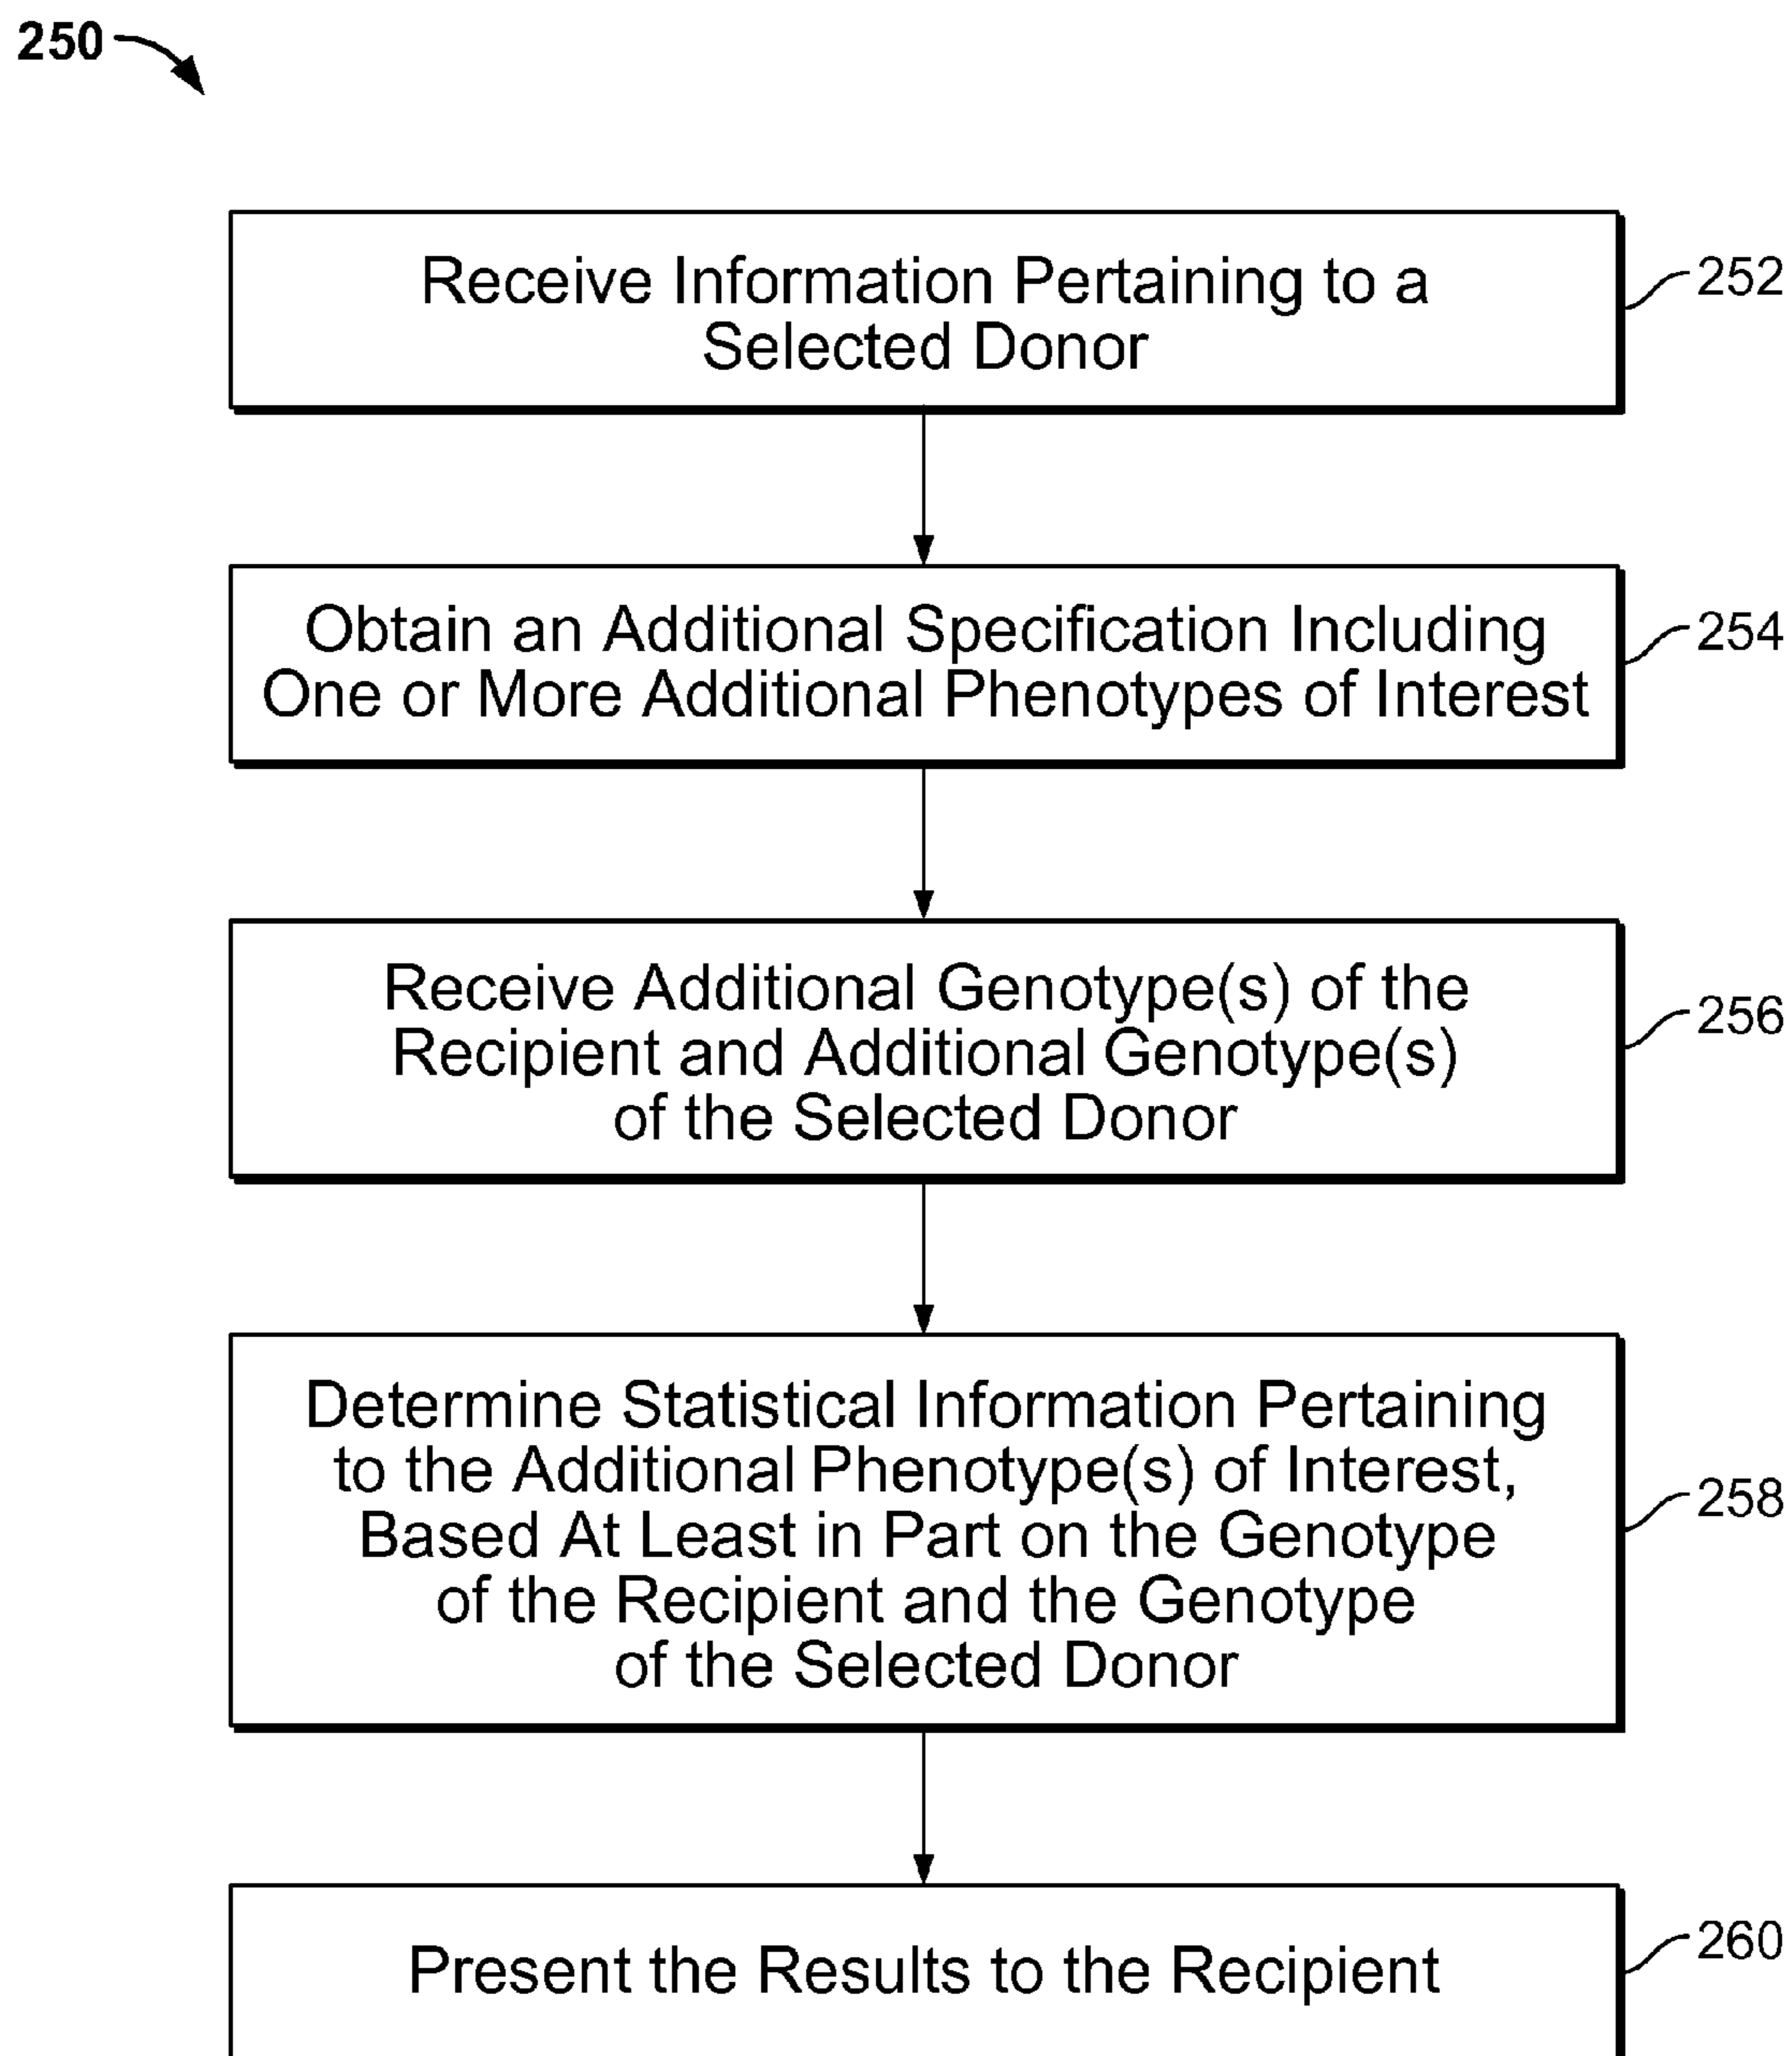 250
Receive Information Pertaining to a
Selected Donor
252
Obtain an Additional Specification Including
One or More Additional Phenotypes of Interest
254
Receive Additional Genotype(s) of the
Recipient and Additional Genotype(s)
of the Selected Donor
256
Determine Statistical Information Pertaining
to the Additional Phenotype(s) of Interest,
Based At Least in Part on the Genotype
of the Recipient and the Genotype
of the Selected Donor
258
Present the Results to the Recipient
260